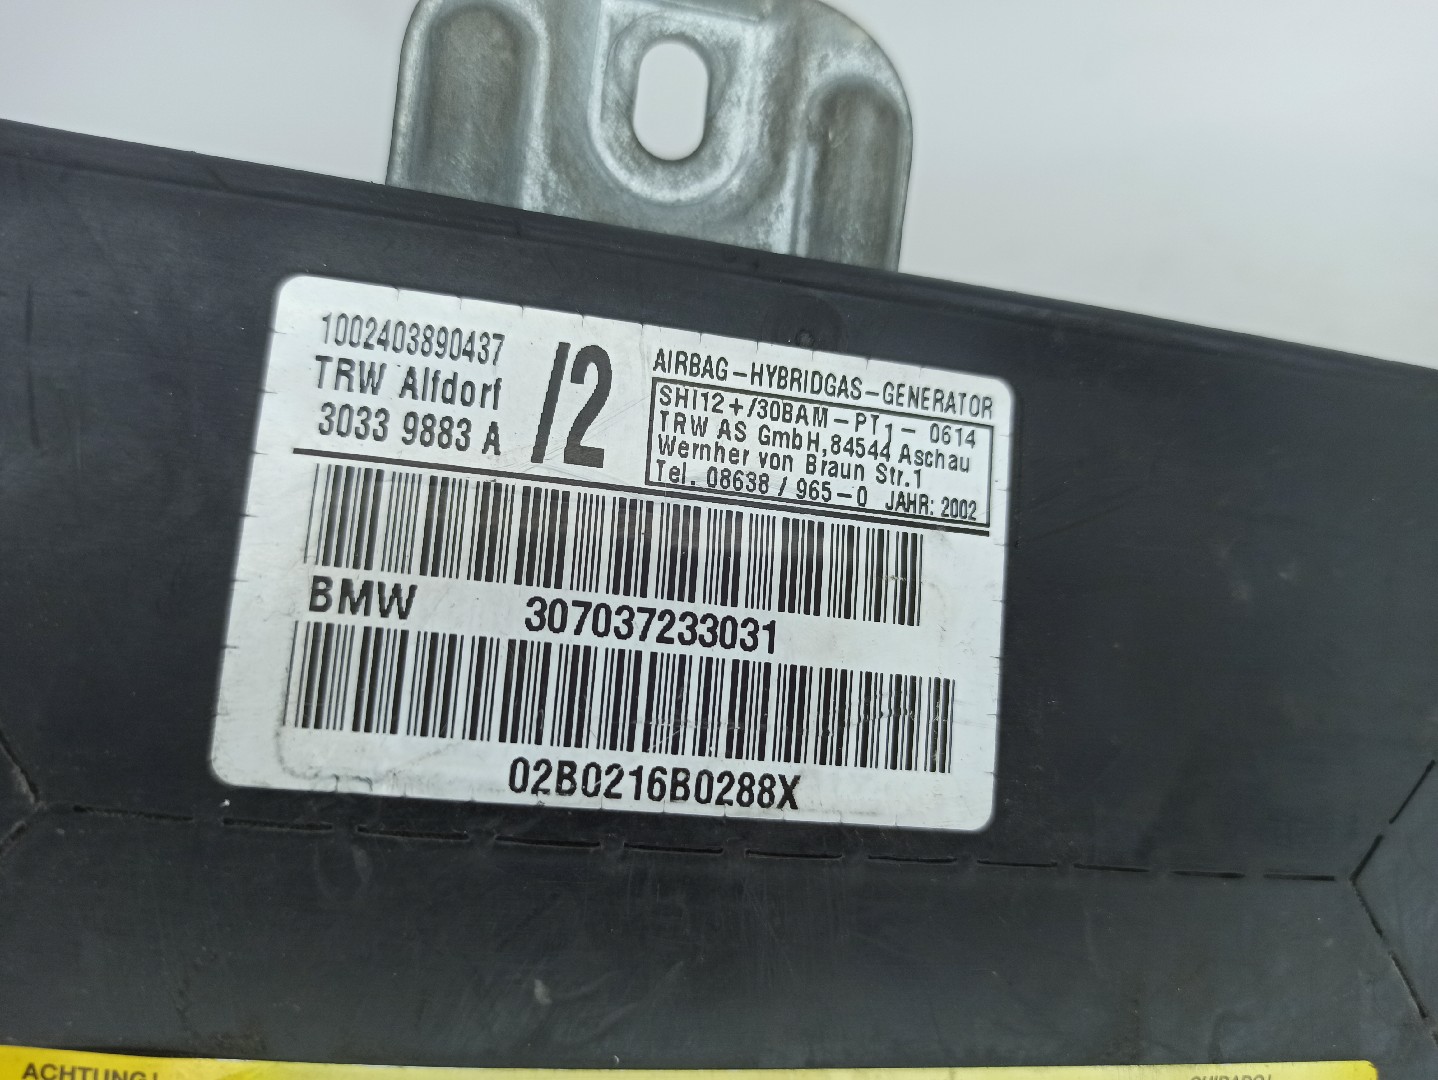 1002403890437
TRW Alfdorf
3033 9883 A
/2
AIRBAG-HYBRIDGAS-GENERATOR
SHI12+/30BAM-PT1-0614
TRW AS GmbH,84544 Aschau
Wernher von Braun Str.1
Tel. 08638 / 965-0 JAHR: 2002
BMW 307037233031
02B0216B0288X
ACHTUNG!